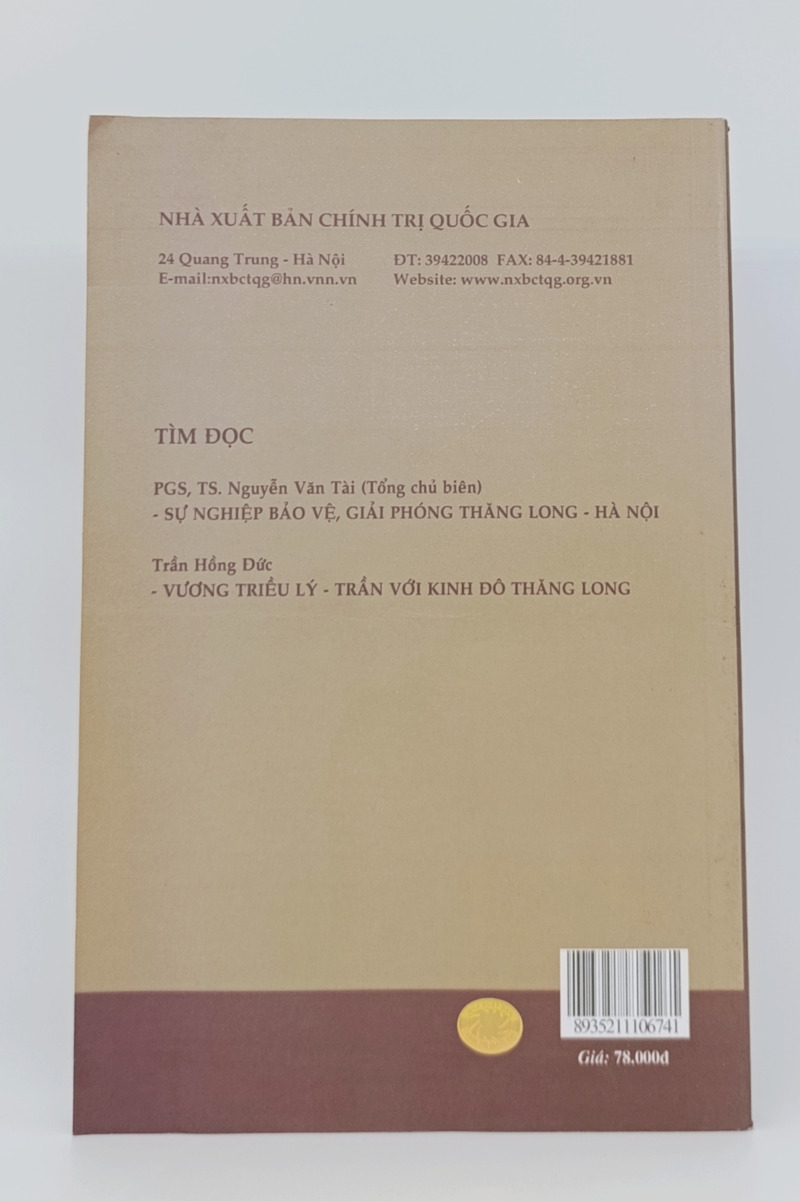 NHÀ XUẤT BẢN CHÍNH TRỊ QUỐC GIA
24 Quang Trung - Hà Nội ĐT: 39422008 FAX: 84-4-39421881
E-mail:nxbctqg@hn.vnn.vn Website: www.nxbctqg.org.vn
TÌM ĐỌC
PGS, TS. Nguyễn Văn Tài (Tổng chủ biên)
- SỰ NGHIỆP BẢO VỆ, GIẢI PHÓNG THĂNG LONG - HÀ NỘI
Trần Hồng Đức
- VƯƠNG TRIỀU LÝ - TRẦN VỚI KINH ĐÔ THĂNG LONG
8935211106741
Giá: 78.000đ